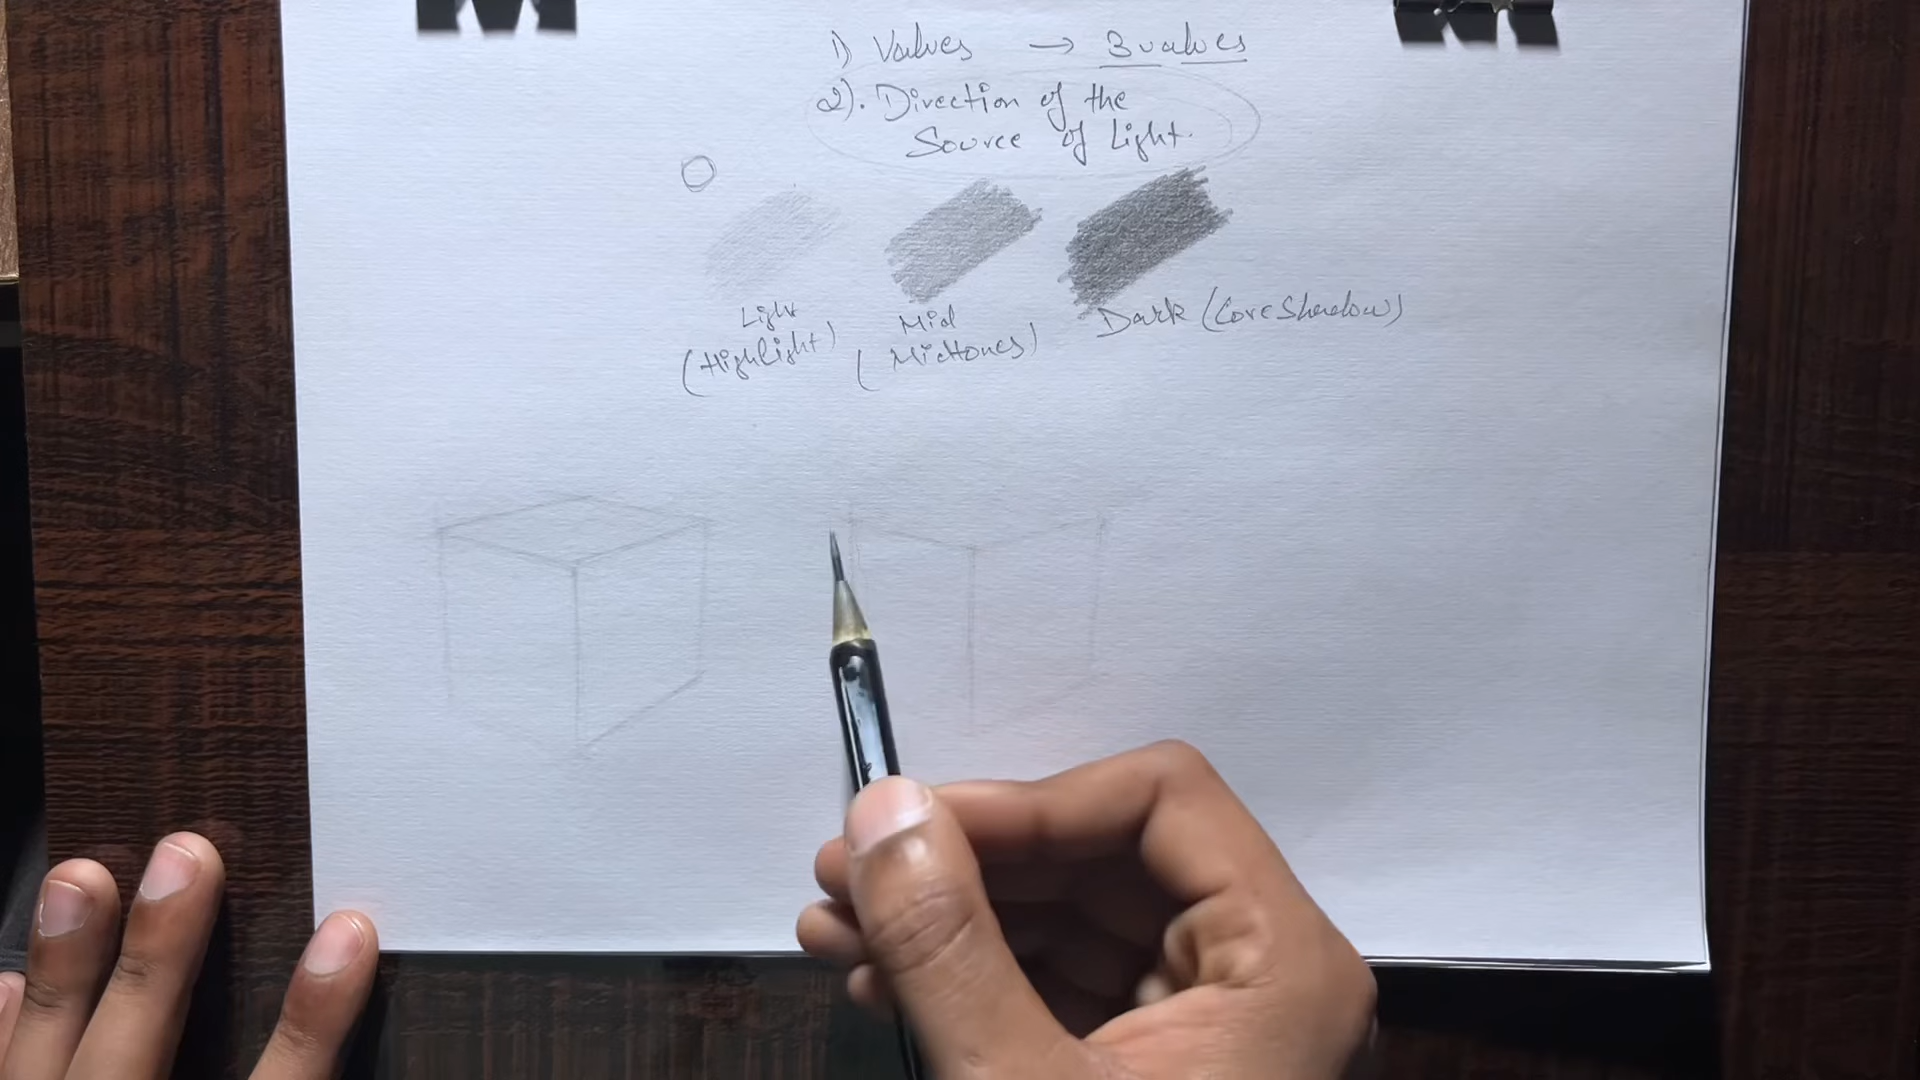 1) Values → 3 values
2). Direction of the
Source of Light.
Light
(Highlight)
Mid
(Midtones)
Dark (Core Shadow)